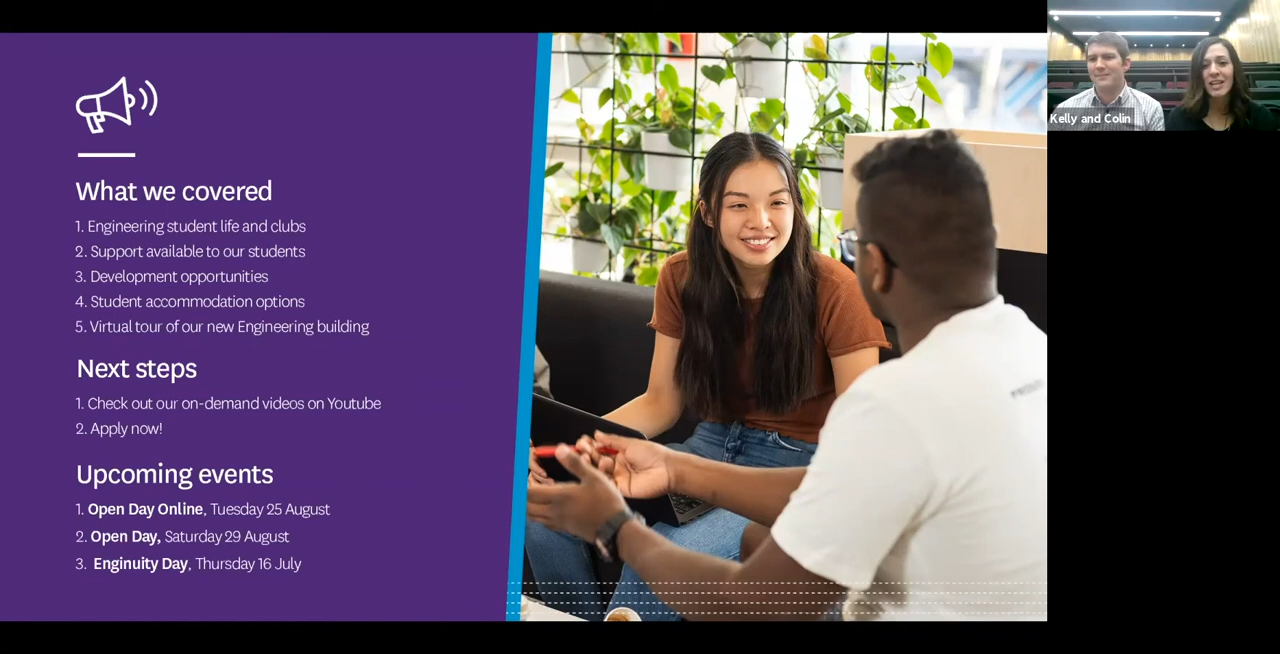 What we covered
1. Engineering student life and clubs
2. Support available to our students
3. Development opportunities
4. Student accommodation options
5. Virtual tour of our new Engineering building
Next steps
1. Check out our on-demand videos on Youtube
2. Apply now!
Upcoming events
1. Open Day Online, Tuesday 25 August
2. Open Day, Saturday 29 August
3. Enginuity Day, Thursday 16 July
Kelly and Colin